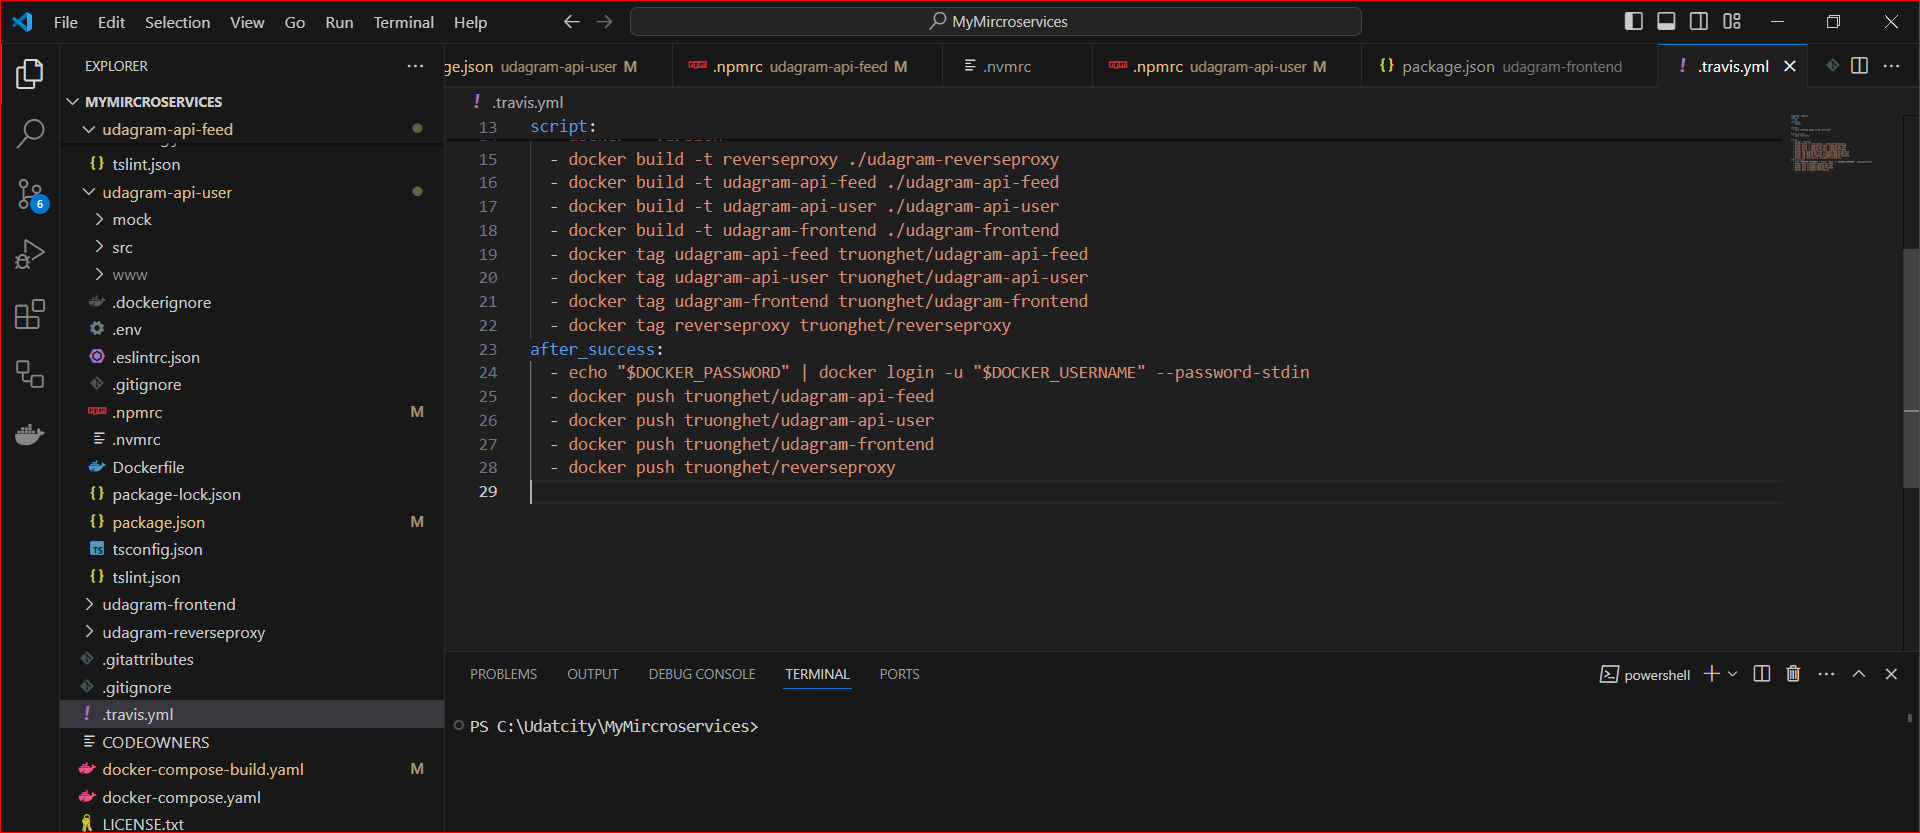 File Edit Selection View Go Run Terminal Help
MyMircroservices
EXPLORER
MYMIRCROSERVICES
udagram-api-feed
tslint.json
udagram-api-user
mock
src
www
.dockerignore
.env
.eslintrc.json
.gitignore
.npmrc M
.nvmrc
Dockerfile
package-lock.json
package.json M
tsconfig.json
tslint.json
udagram-frontend
udagram-reverseproxy
.gitattributes
.gitignore
.travis.yml
CODEOWNERS
docker-compose-build.yaml M
docker-compose.yaml
LICENSE.txt
6
ge.json udagram-api-user M
.npmrc udagram-api-feed M
.nvmrc
.npmrc udagram-api-user M
package.json udagram-frontend
.travis.yml
.travis.yml
13 script:
15 - docker build -t reverseproxy ./udagram-reverseproxy
16 - docker build -t udagram-api-feed ./udagram-api-feed
17 - docker build -t udagram-api-user ./udagram-api-user
18 - docker build -t udagram-frontend ./udagram-frontend
19 - docker tag udagram-api-feed truonghet/udagram-api-feed
20 - docker tag udagram-api-user truonghet/udagram-api-user
21 - docker tag udagram-frontend truonghet/udagram-frontend
22 - docker tag reverseproxy truonghet/reverseproxy
23 after_success:
24 - echo "$DOCKER_PASSWORD" | docker login -u "$DOCKER_USERNAME" --password-stdin
25 - docker push truonghet/udagram-api-feed
26 - docker push truonghet/udagram-api-user
27 - docker push truonghet/udagram-frontend
28 - docker push truonghet/reverseproxy
29
PROBLEMS OUTPUT DEBUG CONSOLE TERMINAL PORTS
powershell
PS C:\Udatcity\MyMircroservices>